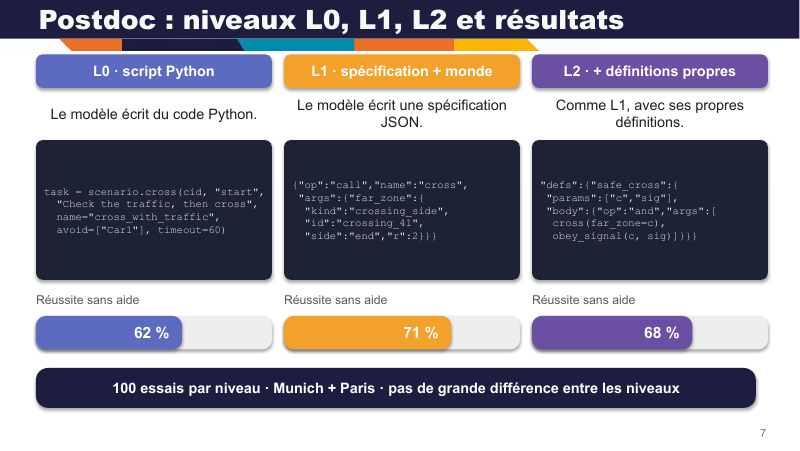 Postdoc : niveaux L0, L1, L2 et résultats
L0 · script Python
L1 · spécification + monde
L2 · + définitions propres
Le modèle écrit du code Python.
Le modèle écrit une spécification
JSON.
Comme L1, avec ses propres
définitions.
task = scenario.cross(cid, "start",
"Check the traffic, then cross",
name="cross_with_traffic",
avoid=["Car1"], timeout=60)
{"op":"call","name":"cross",
"args":{"far_zone":{
"kind":"crossing_side",
"id":"crossing_41",
"side":"end","r":2}}}
"defs":{"safe_cross":{
"params":["c","sig"],
"body":{"op":"and","args":[
cross(far_zone=c),
obey_signal(c, sig)]}}}
Réussite sans aide
Réussite sans aide
Réussite sans aide
62 %
71 %
68 %
100 essais par niveau · Munich + Paris · pas de grande différence entre les niveaux
7